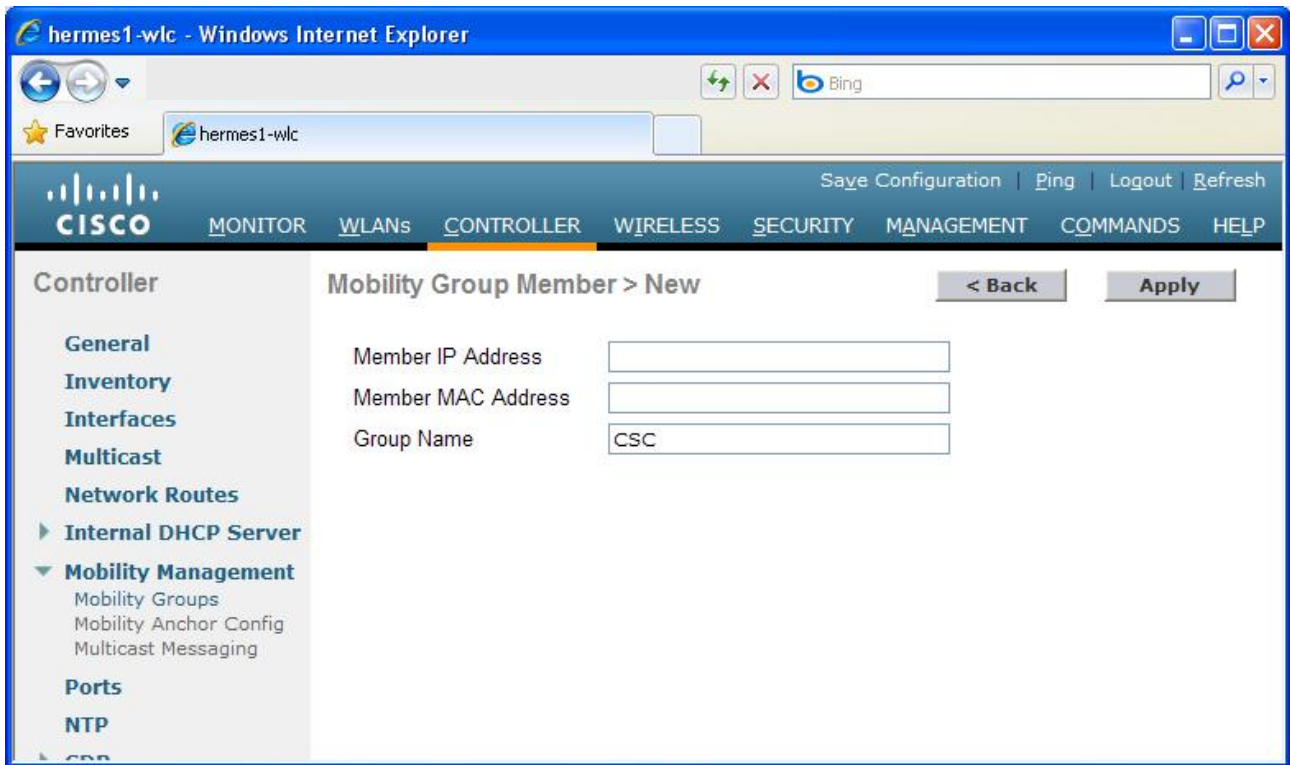 hermes1-wlc - Windows Internet Explorer
Bing
Favorites
hermes1-wlc
Save Configuration | Ping | Logout | Refresh
CISCO
MONITOR WLANs CONTROLLER WIRELESS SECURITY MANAGEMENT COMMANDS HELP
Controller
General
Inventory
Interfaces
Multicast
Network Routes
Internal DHCP Server
Mobility Management
Mobility Groups
Mobility Anchor Config
Multicast Messaging
Ports
NTP
CDP
Mobility Group Member > New
< Back
Apply
Member IP Address
Member MAC Address
Group Name
CSC